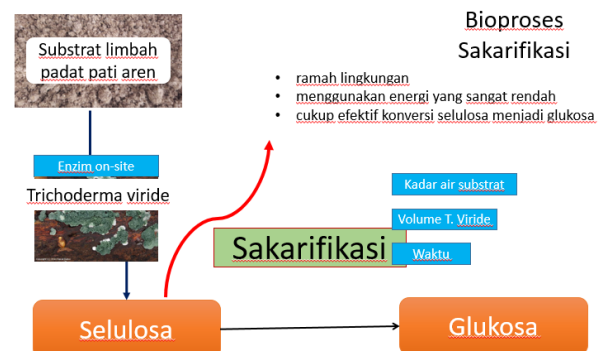 Bioproses
Sakarifikasi
Substrat limbah
padat pati aren
• ramah lingkungan
• menggunakan energi yang sangat rendah
• cukup efektif konversi selulosa menjadi glukosa
Enzim on-site
Trichoderma viride
Kadar air substrat
Volume T. Viride
Sakarifikasi
Waktu
Selulosa
Glukosa